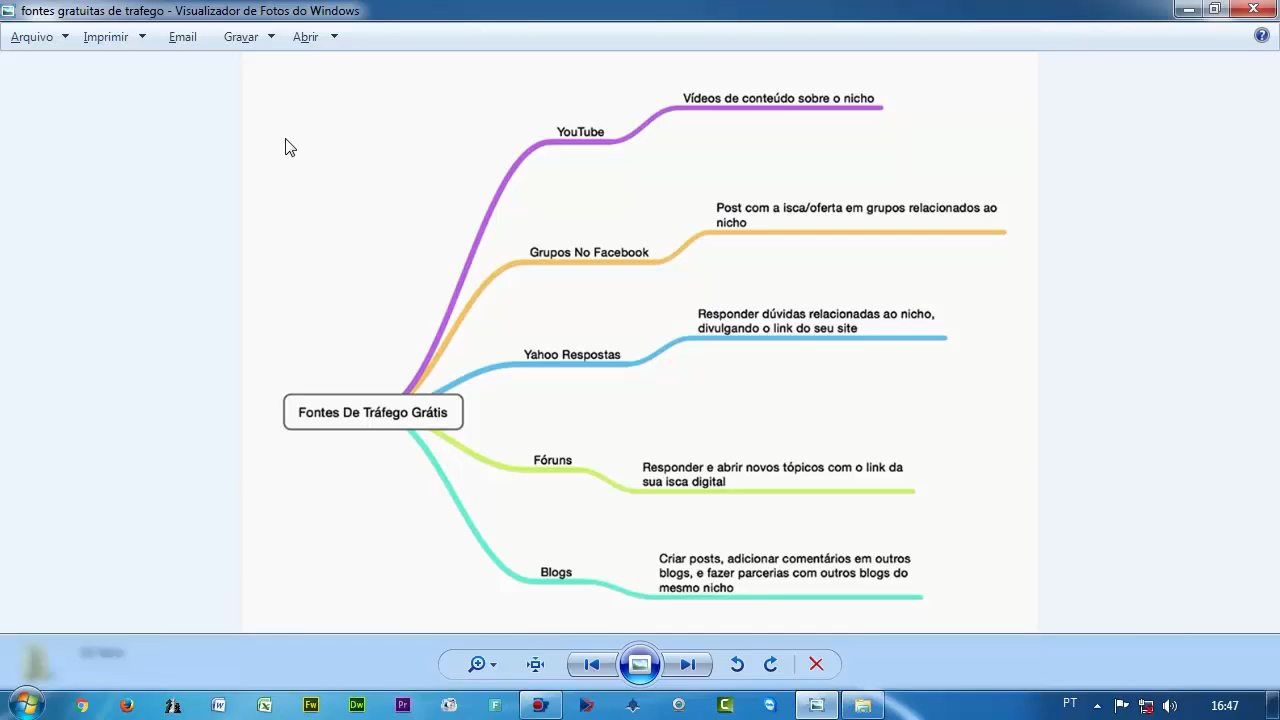 fontes gratuitas de trafego - Visualizador de Fotos do Windows
Arquivo Imprimir Email Gravar Abrir
Vídeos de conteúdo sobre o nicho
YouTube
Post com a isca/oferta em grupos relacionados ao
nicho
Grupos No Facebook
Responder dúvidas relacionadas ao nicho,
divulgando o link do seu site
Yahoo Respostas
Fontes De Tráfego Grátis
Fóruns
Responder e abrir novos tópicos com o link da
sua isca digital
Blogs
Criar posts, adicionar comentários em outros
blogs, e fazer parcerias com outros blogs do
mesmo nicho
Fw Dw Pr PT 16:47